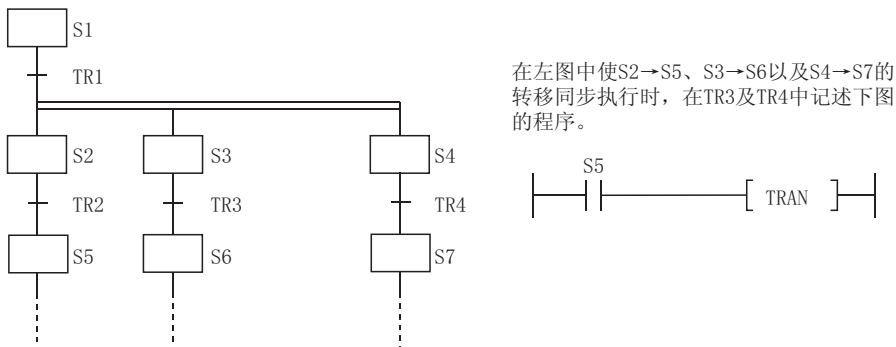 S1
TR1
S2
S3
S4
TR2
TR3
TR4
S5
S6
S7
在左图中使S2→S5、S3→S6以及S4→S7的
转移同步执行时，在TR3及TR4中记述下图
的程序。
S5
TRAN